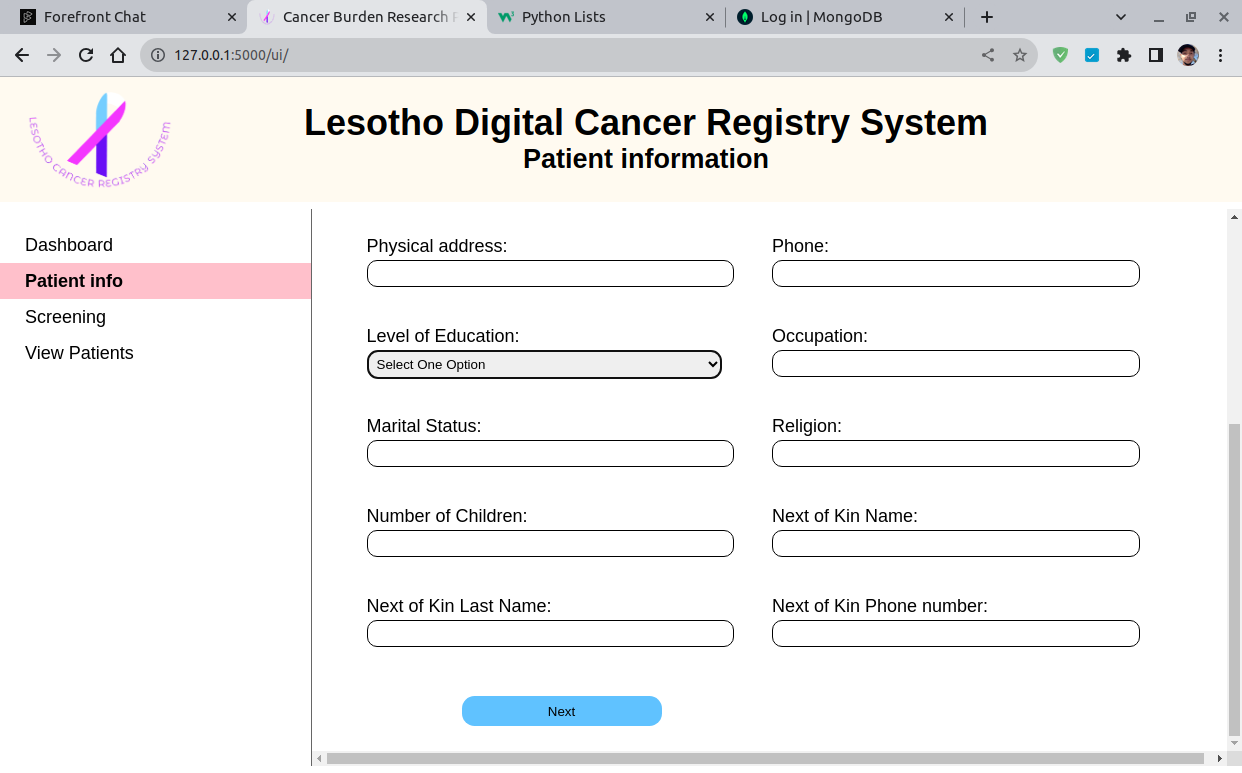 Forefront Chat
Cancer Burden Research
Python Lists
Log in | MongoDB
127.0.0.1:5000/ui/
LESOTHO CANCER REGISTRY SYSTEM
Lesotho Digital Cancer Registry System
Patient information
Dashboard
Patient info
Screening
View Patients
Physical address:
Phone:
Level of Education:
Occupation:
Select One Option
Marital Status:
Religion:
Number of Children:
Next of Kin Name:
Next of Kin Last Name:
Next of Kin Phone number:
Next